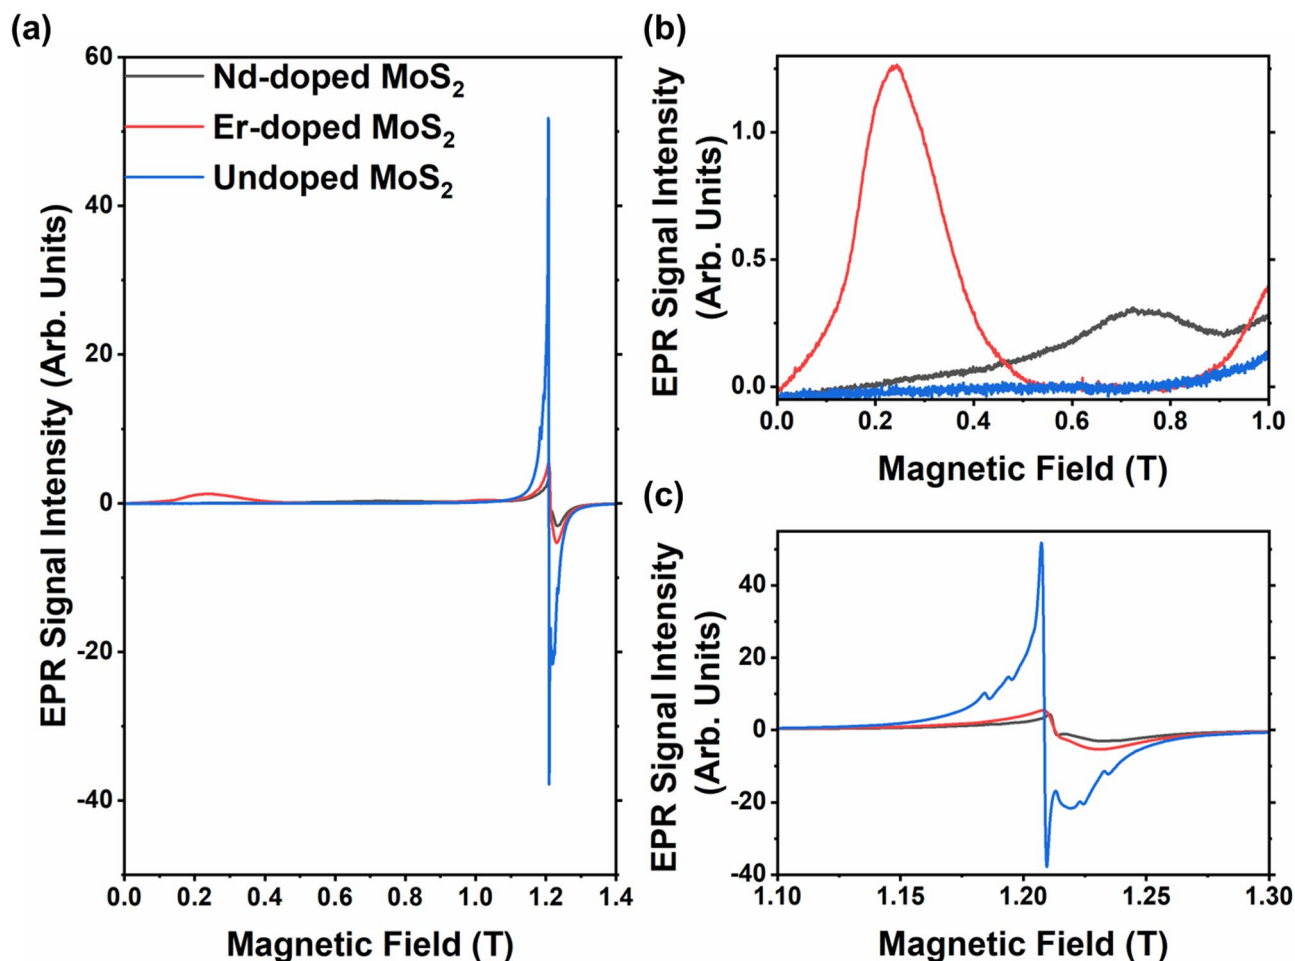 (a)
60
40
20
0
-20
-40
0.0 0.2 0.4 0.6 0.8 1.0 1.2 1.4
EPR Signal Intensity (Arb. Units)
Magnetic Field (T)
Nd-doped MoS₂
Er-doped MoS₂
Undoped MoS₂
(b)
1.0
0.5
0.0
0.0 0.2 0.4 0.6 0.8 1.0
EPR Signal Intensity
(Arb. Units)
Magnetic Field (T)
(c)
40
20
0
-20
-40
1.10 1.15 1.20 1.25 1.30
EPR Signal Intensity
(Arb. Units)
Magnetic Field (T)